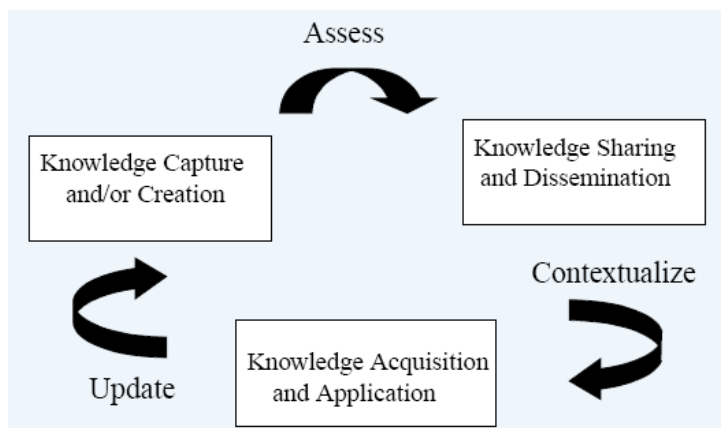 Assess
Knowledge Capture
and/or Creation
Knowledge Sharing
and Dissemination
Contextualize
Knowledge Acquisition
and Application
Update